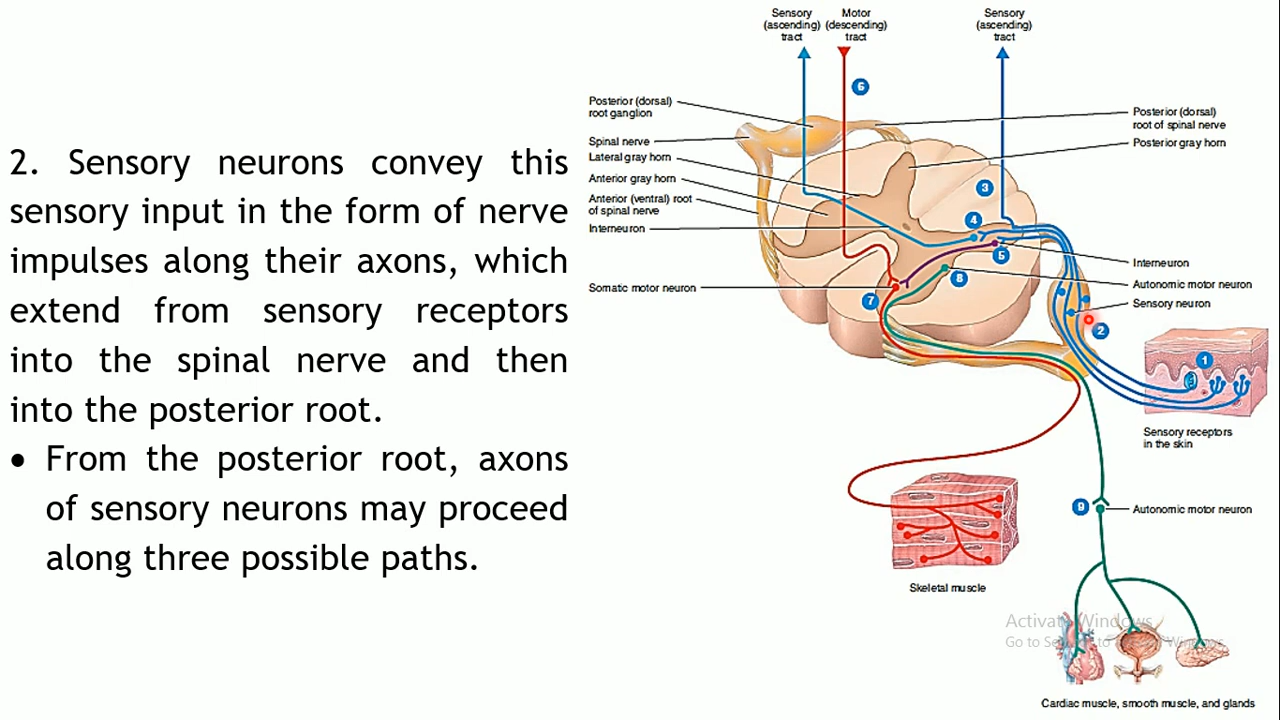 2. Sensory neurons convey this
sensory input in the form of nerve
impulses along their axons, which
extend from sensory receptors
into the spinal nerve and then
into the posterior root.
• From the posterior root, axons
of sensory neurons may proceed
along three possible paths.
Sensory
(ascending)
tract
Motor
(descending)
tract
Sensory
(ascending)
tract
6
Posterior (dorsal)
root ganglion
Spinal nerve
Lateral gray horn
Anterior gray horn
Anterior (ventral) root
of spinal nerve
Interneuron
Somatic motor neuron
Posterior (dorsal)
root of spinal nerve
Posterior gray horn
3
4
5
8
7
Interneuron
Autonomic motor neuron
Sensory neuron
2
1
Sensory receptors
in the skin
9
Autonomic motor neuron
Skeletal muscle
Activate Windows
Go to Settings to activate Windows.
Cardiac muscle, smooth muscle, and glands